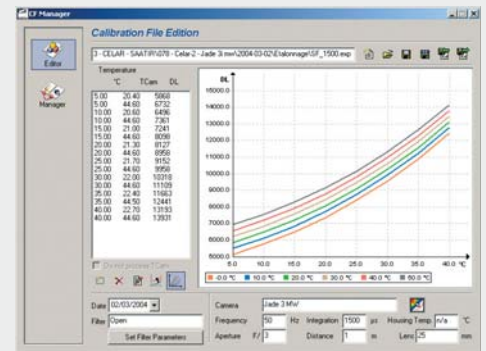 CF Manager
Calibration File Edition
Editor
Manager
3 - CELAR - SAATIR\078 - Celar-2 - Jade 3 mw\2004-03-02\Etalonnage\SF_1500.exp
Temperature
°C TCam DL
5.00 20.40 5868
5.00 44.60 6732
10.00 20.60 6496
10.00 44.60 7361
15.00 21.00 7241
15.00 44.60 8098
20.00 21.30 8127
20.00 44.60 8958
25.00 21.70 9152
25.00 44.60 9958
30.00 22.00 10318
30.00 44.60 11109
35.00 22.40 11663
35.00 44.50 12441
40.00 22.70 13193
40.00 44.60 13931
Do not process TCam
DL
15000.0
14000.0
13000.0
12000.0
11000.0
10000.0
9000.0
8000.0
7000.0
6000.0
5000.0
5.0 10.0 15.0 20.0 25.0 30.0 35.0 40.0 °C
-0.0 °C 10.0 °C 20.0 °C 30.0 °C 40.0 °C 50.0 °C
Date 02/03/2004
Filter Open
Set Filter Parameters
Camera Jade 3 MW
Frequency 50 Hz Integration 1500 µs Housing Temp. n/a °C
Aperture F/ 3 Distance 1 m Lens 25 mm